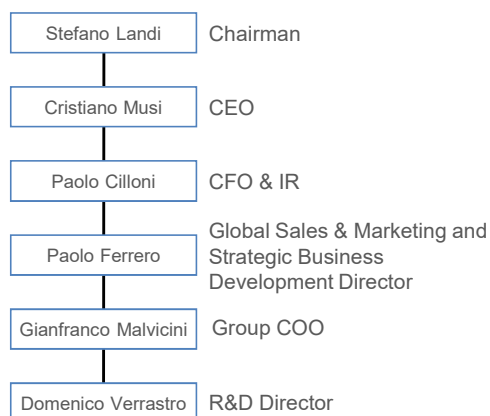 Stefano Landi Chairman
Cristiano Musi CEO
Paolo Cilloni CFO & IR
Global Sales & Marketing and
Paolo Ferrero Strategic Business
Development Director
Gianfranco Malvicini Group COO
Domenico Verrastro R&D Director